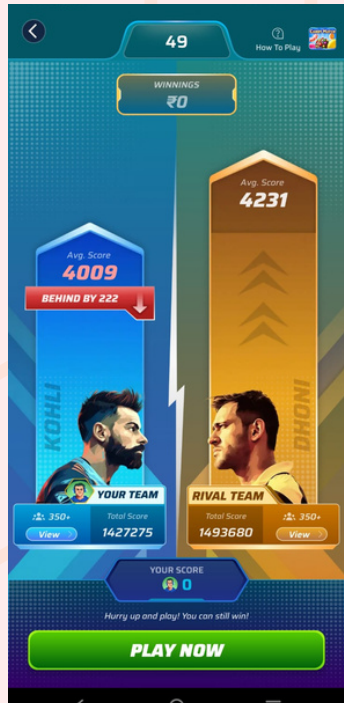 49
How To Play
WINNINGS
₹0
Avg. Score
4231
Avg. Score
4009
BEHIND BY 222
KOHLI
DHONI
YOUR TEAM
RIVAL TEAM
350+
Total Score
View
1427275
Total Score
350+
1493680
View
YOUR SCORE
0
Hurry up and play! You can still win!
PLAY NOW